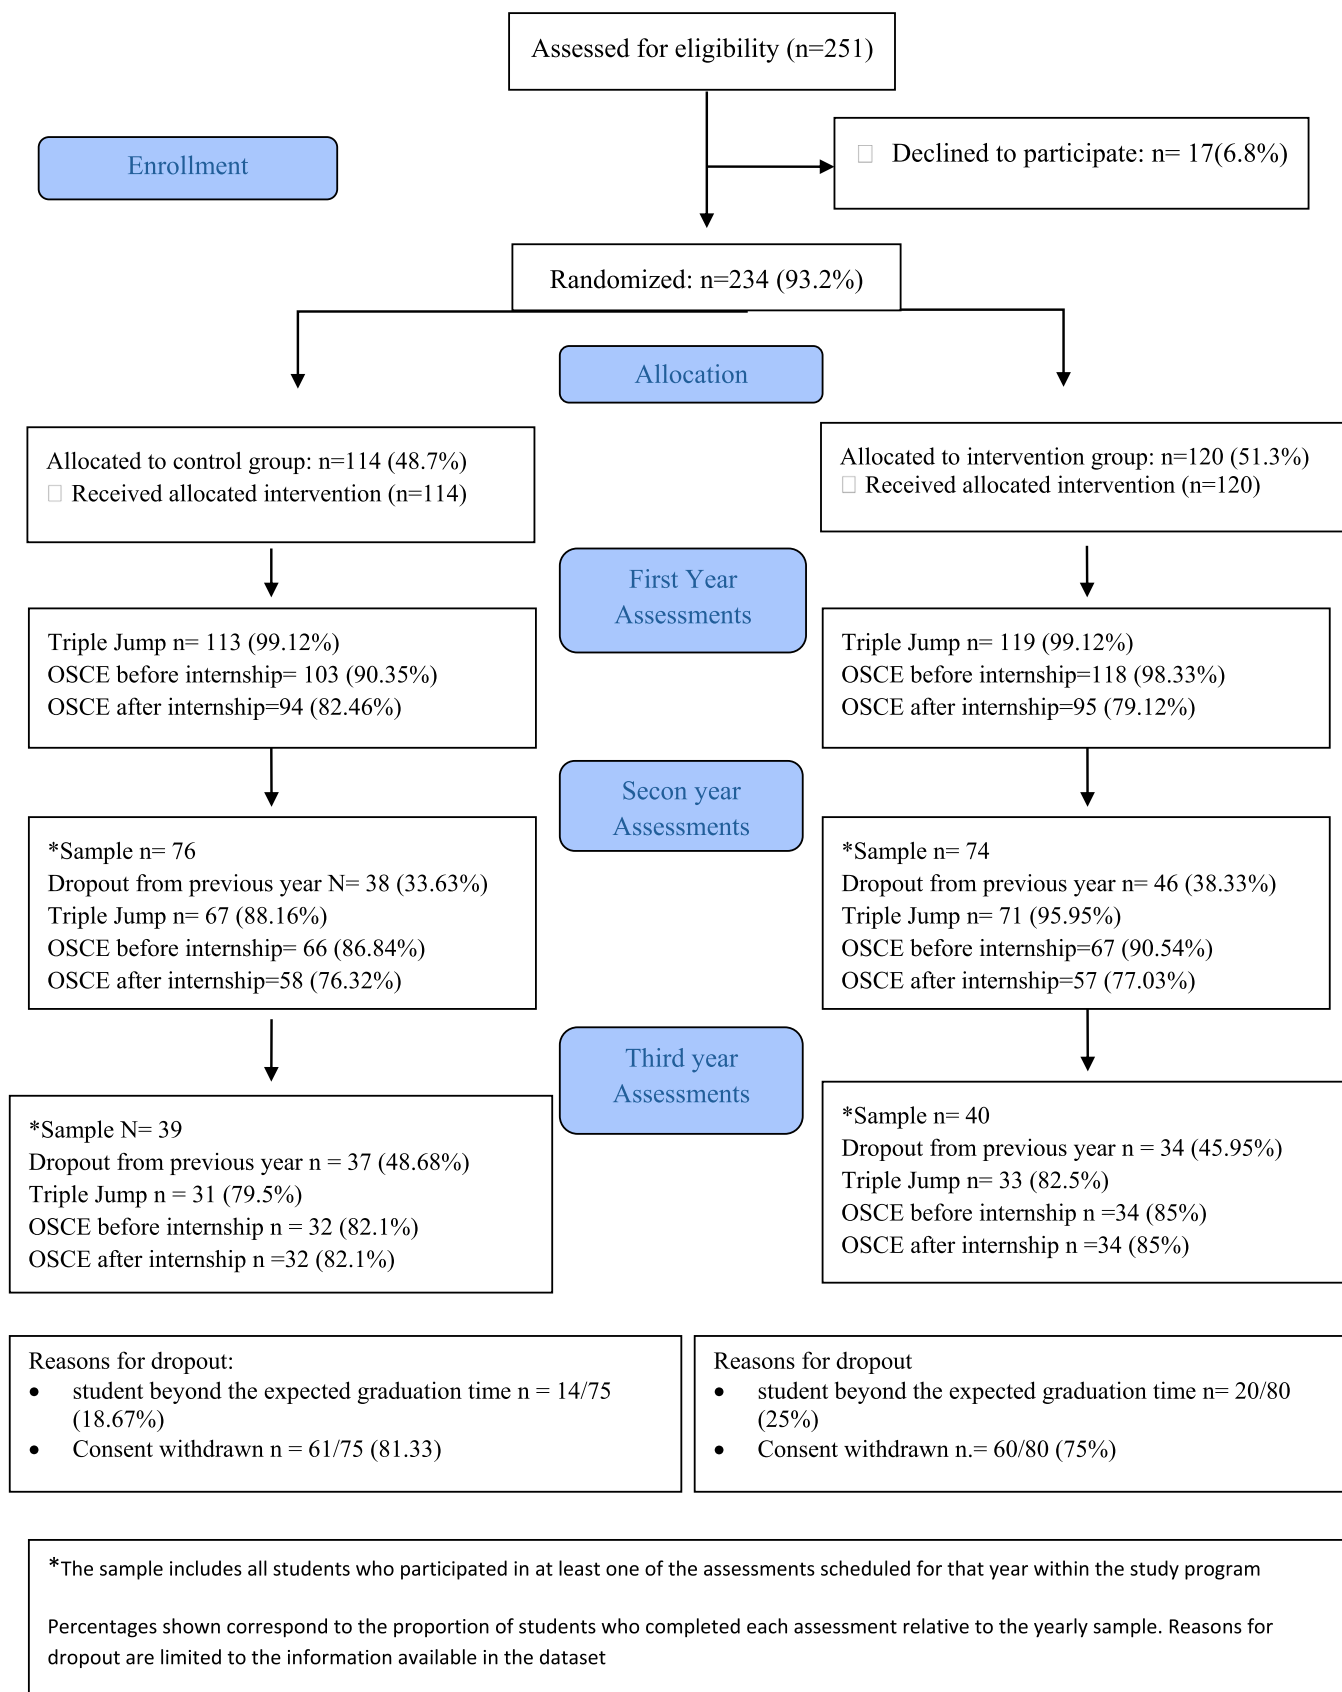 Assessed for eligibility (n=251)
Enrollment
Declined to participate: n= 17(6.8%)
Randomized: n=234 (93.2%)
Allocation
Allocated to control group: n=114 (48.7%)
Received allocated intervention (n=114)
Allocated to intervention group: n=120 (51.3%)
Received allocated intervention (n=120)
First Year
Assessments
Triple Jump n= 113 (99.12%)
OSCE before internship= 103 (90.35%)
OSCE after internship=94 (82.46%)
Triple Jump n= 119 (99.12%)
OSCE before internship=118 (98.33%)
OSCE after internship=95 (79.12%)
Secon year
Assessments
*Sample n= 76
Dropout from previous year N= 38 (33.63%)
Triple Jump n= 67 (88.16%)
OSCE before internship= 66 (86.84%)
OSCE after internship=58 (76.32%)
*Sample n= 74
Dropout from previous year n= 46 (38.33%)
Triple Jump n= 71 (95.95%)
OSCE before internship=67 (90.54%)
OSCE after internship=57 (77.03%)
Third year
Assessments
*Sample N= 39
Dropout from previous year n = 37 (48.68%)
Triple Jump n = 31 (79.5%)
OSCE before internship n = 32 (82.1%)
OSCE after internship n =32 (82.1%)
*Sample n= 40
Dropout from previous year n= 34 (45.95%)
Triple Jump n= 33 (82.5%)
OSCE before internship n =34 (85%)
OSCE after internship n =34 (85%)
Reasons for dropout:
• student beyond the expected graduation time n = 14/75
(18.67%)
• Consent withdrawn n = 61/75 (81.33)
Reasons for dropout
• student beyond the expected graduation time n= 20/80
(25%)
• Consent withdrawn n.= 60/80 (75%)
*The sample includes all students who participated in at least one of the assessments scheduled for that year within the study program
Percentages shown correspond to the proportion of students who completed each assessment relative to the yearly sample. Reasons for
dropout are limited to the information available in the dataset